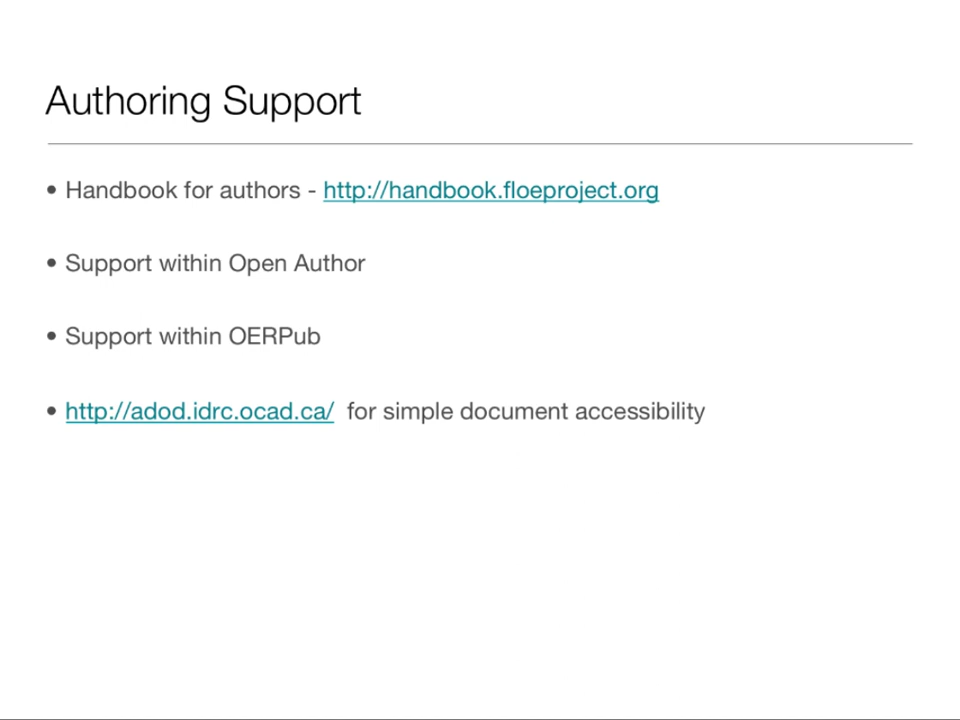 Authoring Support
• Handbook for authors - http://handbook.floeproject.org
• Support within Open Author
• Support within OERPub
• http://adod.idrc.ocad.ca/ for simple document accessibility